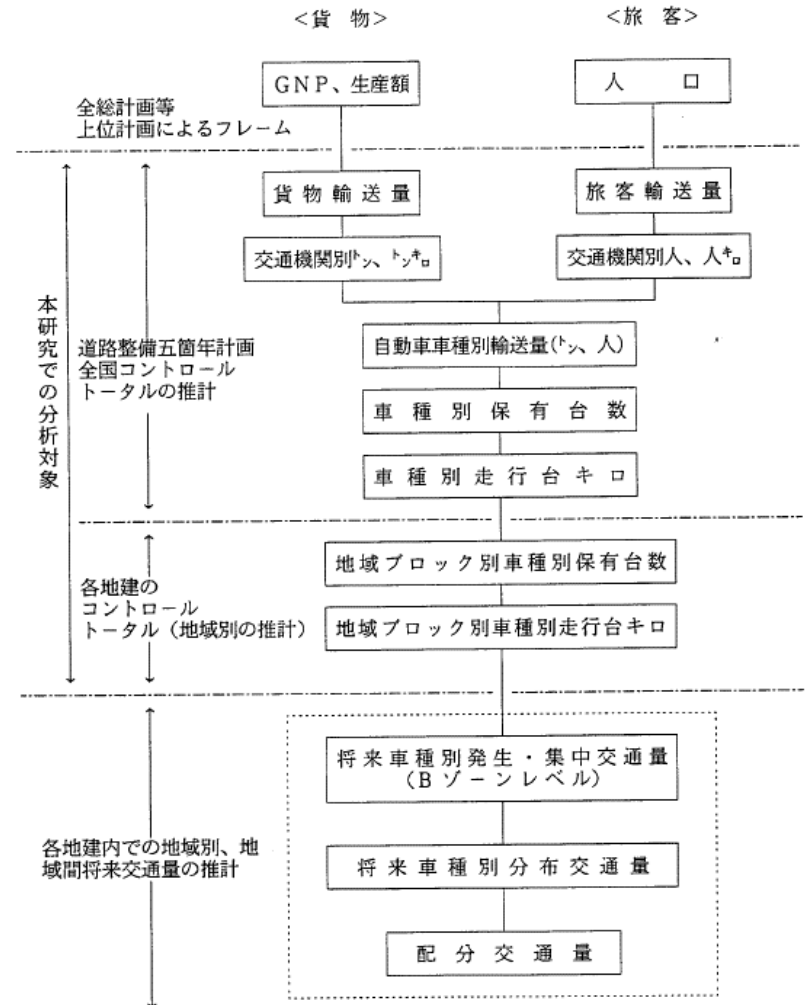 ＜貨 物＞ ＜旅 客＞
ＧＮＰ、生産額 人 口
全総計画等
上位計画によるフレーム
貨物輸送量 旅客輸送量
交通機関別トン、トンキロ 交通機関別人、人キロ
本研究での分析対象
道路整備五箇年計画
全国コントロール
トータルの推計
自動車車種別輸送量(トン、人)
車種別保有台数
車種別走行台キロ
各地建の
コントロール
トータル（地域別の推計）
地域ブロック別車種別保有台数
地域ブロック別車種別走行台キロ
各地建内での地域別、地
域間将来交通量の推計
将来車種別発生・集中交通量
（Ｂゾーンレベル）
将来車種別分布交通量
配分交通量